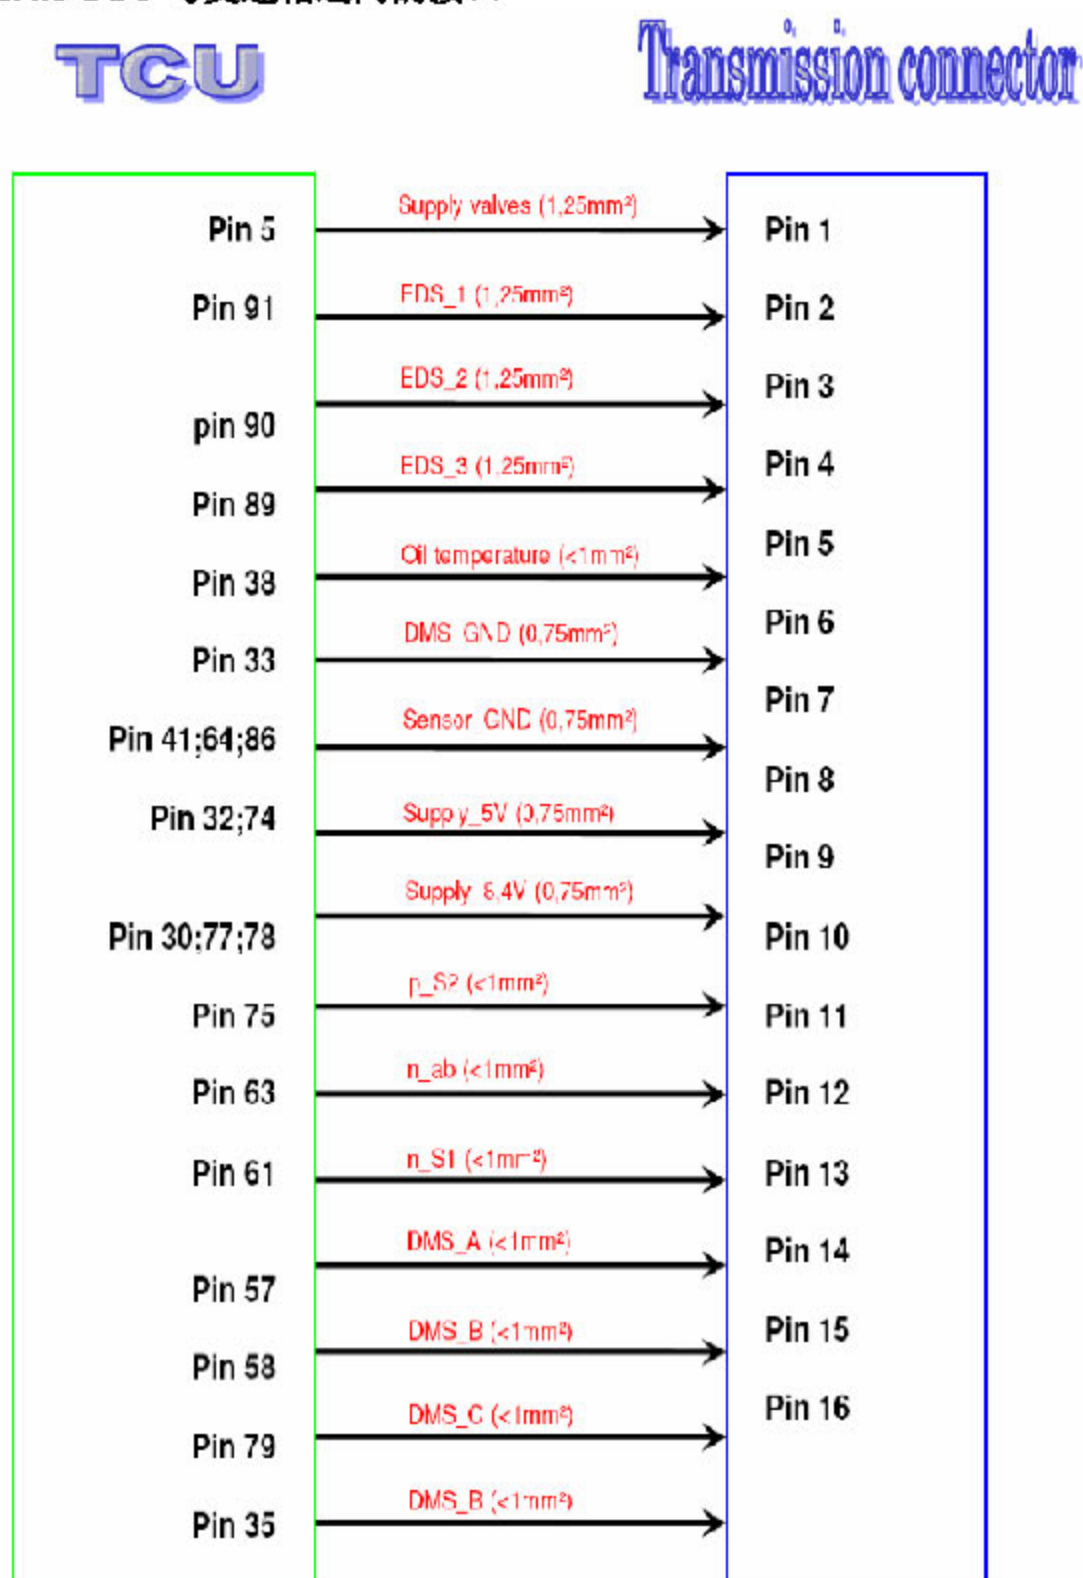 TCU
Transmission connector
Pin 5
Supply valves (1,25mm²)
Pin 1
Pin 91
EDS_1 (1,25mm²)
Pin 2
EDS_2 (1,25mm²)
Pin 3
pin 90
EDS_3 (1,25mm²)
Pin 4
Pin 89
Oil temperature (<1mm²)
Pin 5
Pin 38
DMS_GND (0,75mm²)
Pin 6
Pin 33
Sensor_GND (0,75mm²)
Pin 7
Pin 41;64;86
Pin 8
Pin 32;74
Supply_5V (0,75mm²)
Pin 9
Supply_8,4V (0,75mm²)
Pin 30;77;78
Pin 10
p_S2 (<1mm²)
Pin 75
Pin 11
n_ab (<1mm²)
Pin 63
Pin 12
n_S1 (<1mm²)
Pin 61
Pin 13
DMS_A (<1mm²)
Pin 14
Pin 57
DMS_B (<1mm²)
Pin 15
Pin 58
DMS_C (<1mm²)
Pin 16
Pin 79
DMS_B (<1mm²)
Pin 35